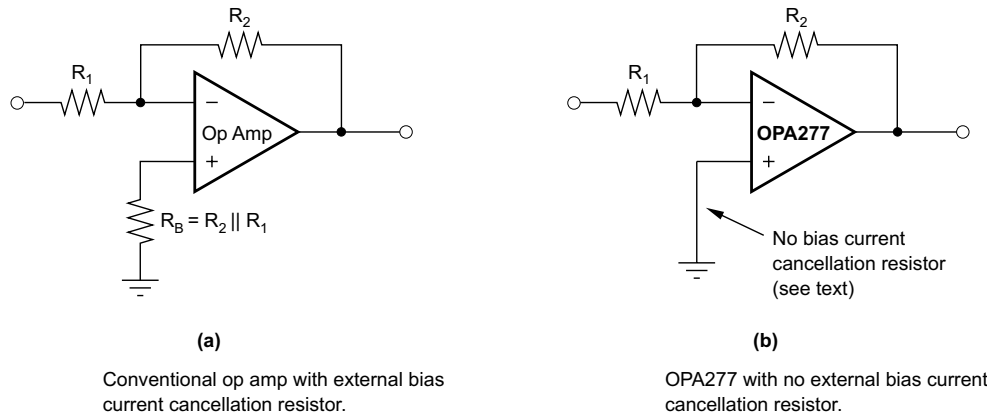 R2
R1
−
Op Amp
+
RB = R2 || R1
(a)
Conventional op amp with external bias
current cancellation resistor.
R2
R1
−
OPA277
+
No bias current
cancellation resistor
(see text)
(b)
OPA277 with no external bias current
cancellation resistor.